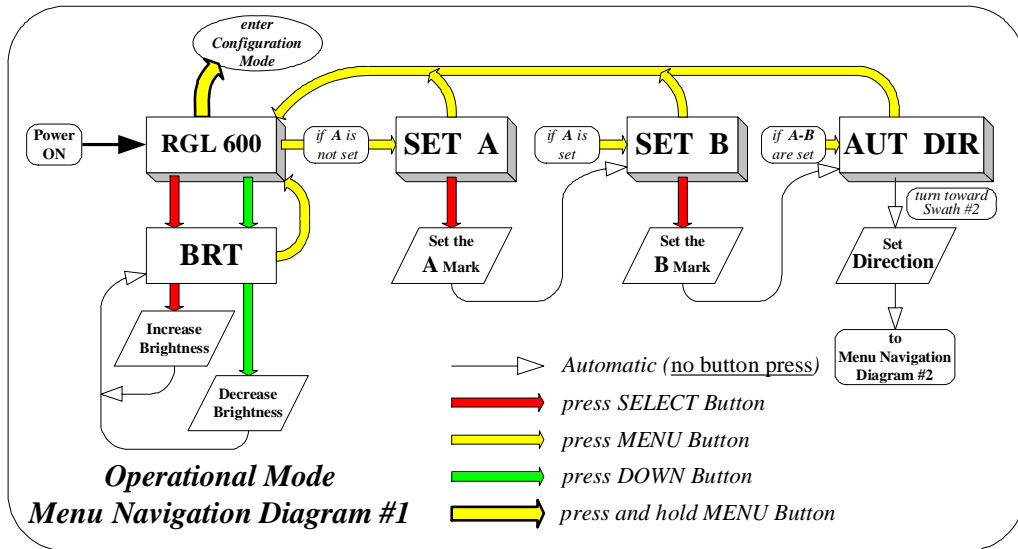 enter
Configuration
Mode
Power
ON
RGL 600
if A is
not set
SET A
if A is
set
SET B
if A-B
are set
AUT DIR
turn toward
Swath #2
BRT
Set the
A Mark
Set the
B Mark
Set
Direction
Increase
Brightness
Decrease
Brightness
to
Menu Navigation
Diagram #2
Automatic (no button press)
press SELECT Button
press MENU Button
press DOWN Button
press and hold MENU Button
Operational Mode
Menu Navigation Diagram #1